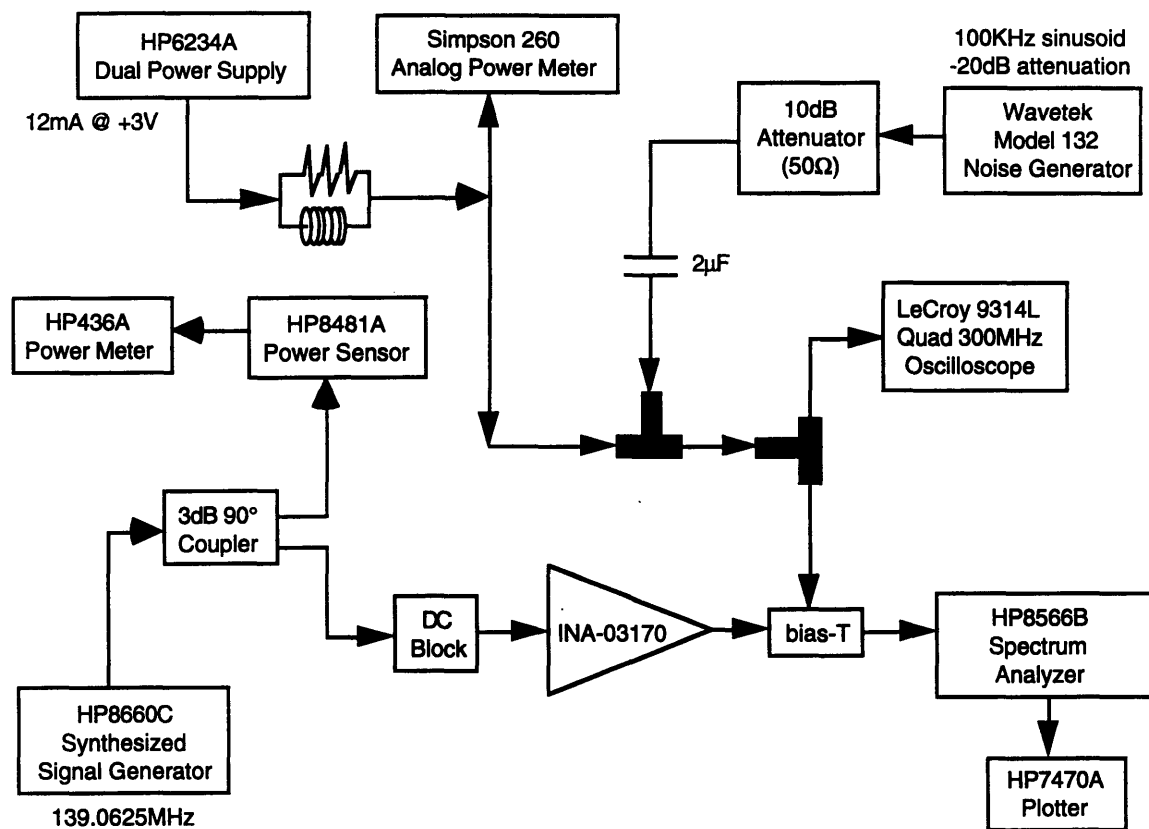 HP6234A
Dual Power Supply
12mA @ +3V
Simpson 260
Analog Power Meter
100KHz sinusoid
-20dB attenuation
10dB
Attenuator
(50Ω)
Wavetek
Model 132
Noise Generator
2µF
HP436A
Power Meter
HP8481A
Power Sensor
LeCroy 9314L
Quad 300MHz
Oscilloscope
3dB 90°
Coupler
DC
Block
INA-03170
bias-T
HP8566B
Spectrum
Analyzer
HP8660C
Synthesized
Signal Generator
139.0625MHz
HP7470A
Plotter